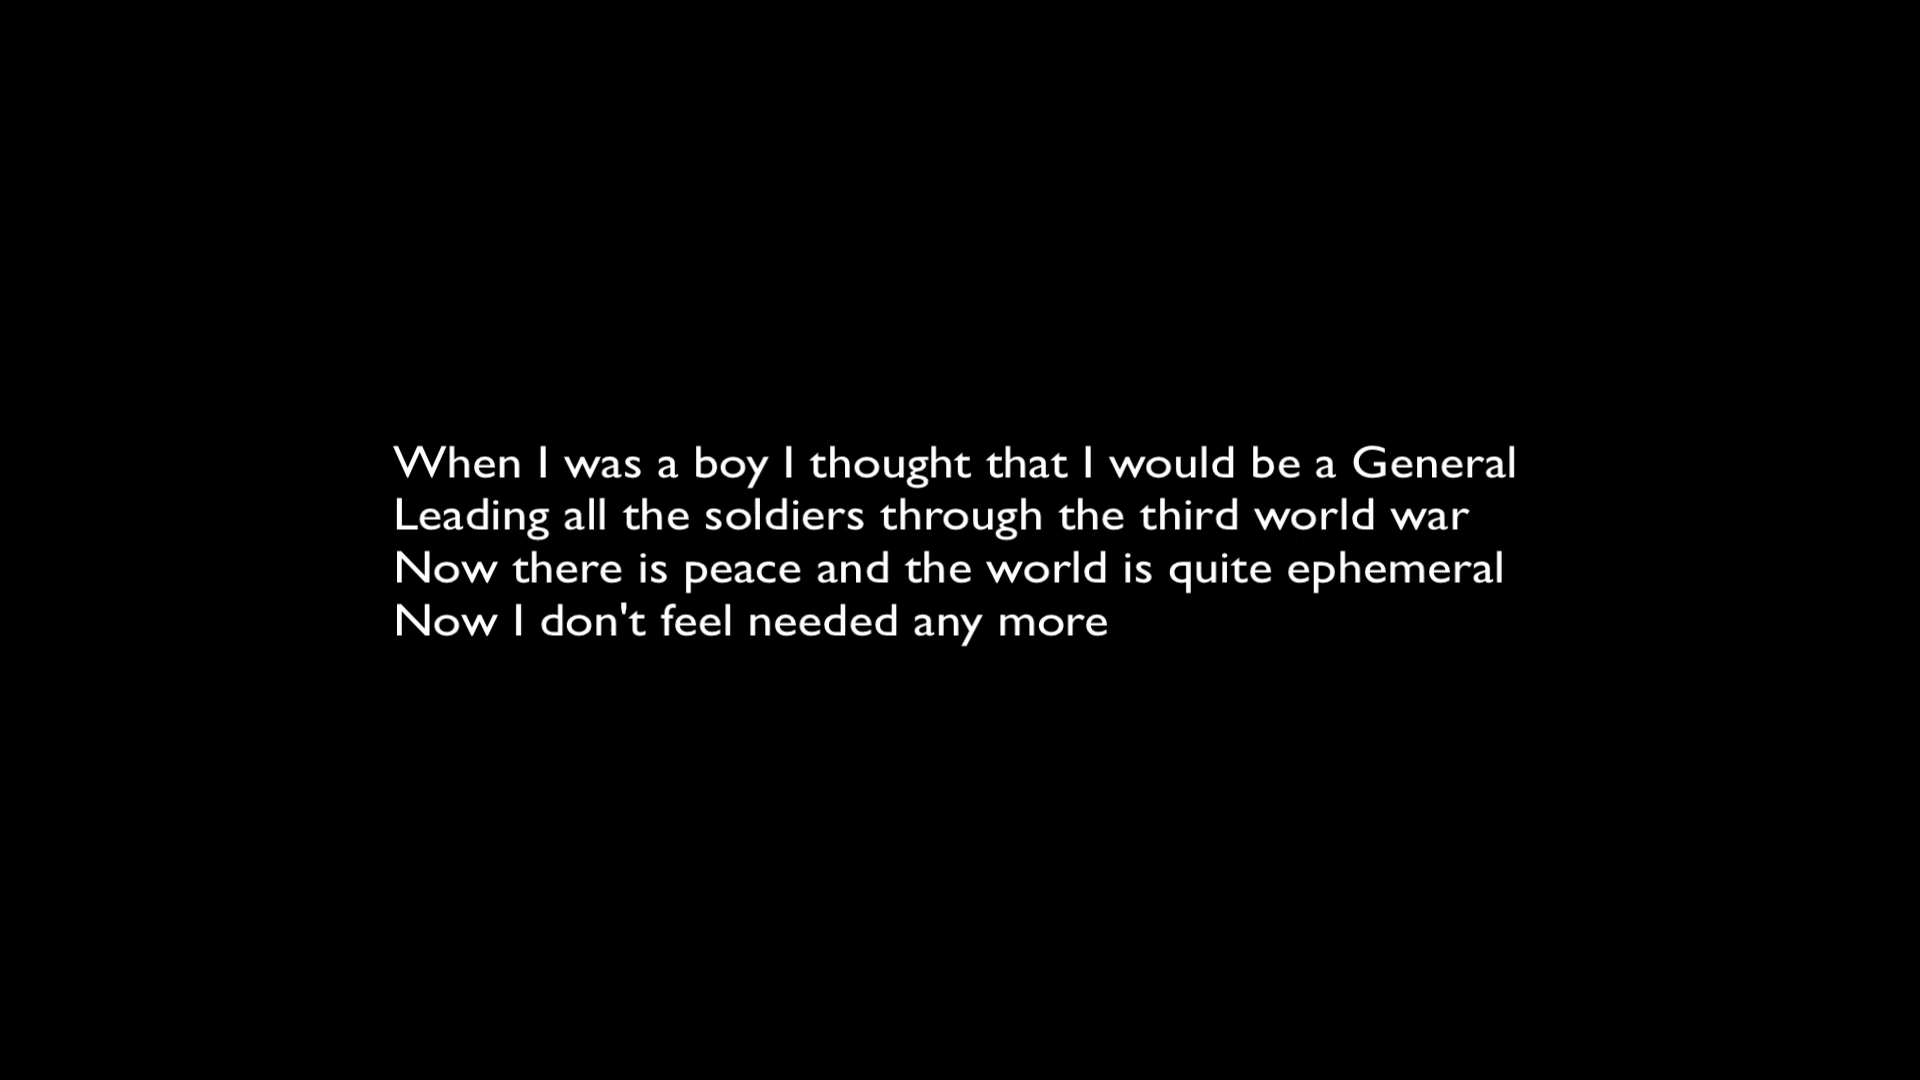 When I was a boy I thought that I would be a General
Leading all the soldiers through the third world war
Now there is peace and the world is quite ephemeral
Now I don't feel needed any more